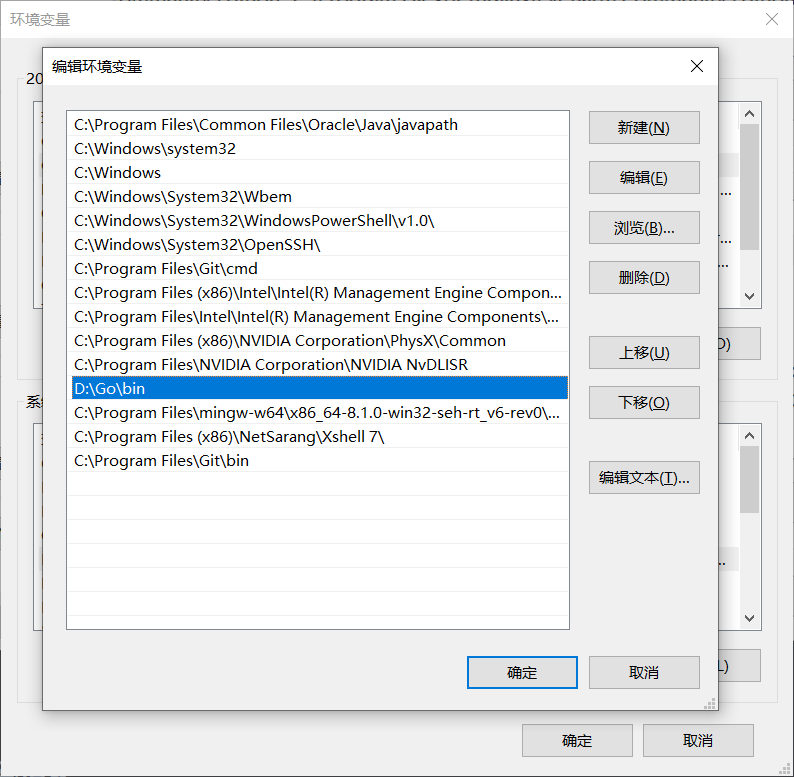 环境变量
编辑环境变量
20
C:\Program Files\Common Files\Oracle\Java\javapath
C:\Windows\system32
C:\Windows
C:\Windows\System32\Wbem
C:\Windows\System32\WindowsPowerShell\v1.0\
C:\Windows\System32\OpenSSH\
C:\Program Files\Git\cmd
C:\Program Files (x86)\Intel\Intel(R) Management Engine Compon...
C:\Program Files\Intel\Intel(R) Management Engine Components\...
C:\Program Files (x86)\NVIDIA Corporation\PhysX\Common
C:\Program Files\NVIDIA Corporation\NVIDIA NvDLISR
D:\Go\bin
C:\Program Files\mingw-w64\x86_64-8.1.0-win32-seh-rt_v6-rev0\...
C:\Program Files (x86)\NetSarang\Xshell 7\
C:\Program Files\Git\bin
新建(N)
编辑(E)
浏览(B)...
删除(D)
上移(U)
下移(O)
编辑文本(T)...
确定
取消
系
L)
确定
取消